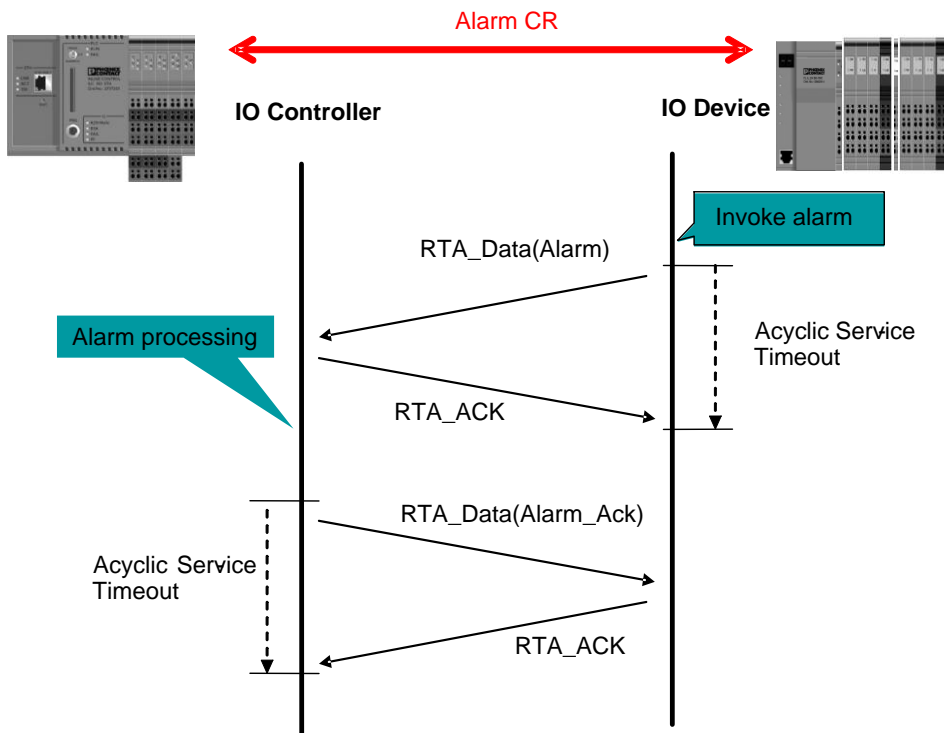 Alarm CR
IO Controller
IO Device
Invoke alarm
RTA_Data(Alarm)
Acyclic Service
Timeout
Alarm processing
RTA_ACK
RTA_Data(Alarm_Ack)
Acyclic Service
Timeout
RTA_ACK